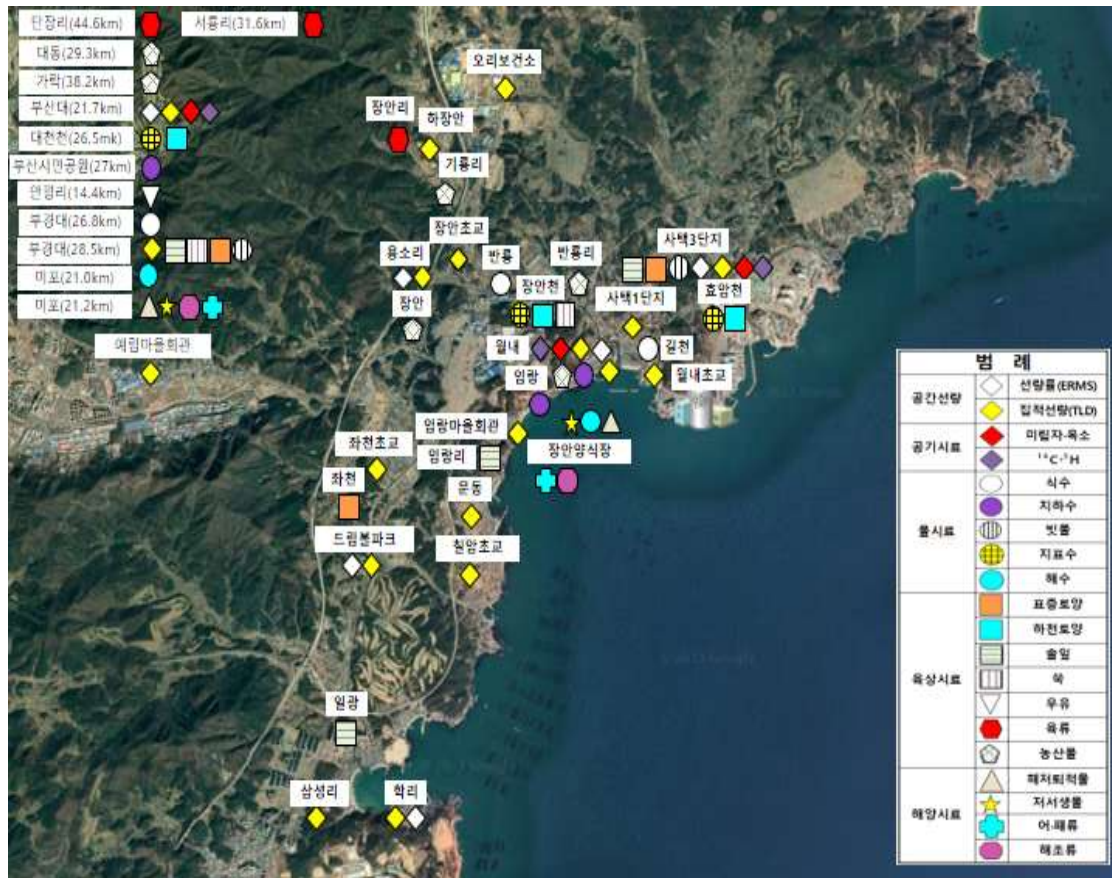 단장리(44.6km) 서룡리(31.6km)
대동(29.3km)
가락(38.2km)
부산대(21.7km)
대천천(26.5mk)
부산시민공원(27km)
안평리(14.4km)
부경대(26.8km)
부경대(28.5km)
미포(21.0km)
미포(21.2km)
여림마을회관
오리보건소
장안리
하장안
기룡리
장안초교
용소리
반룡
반룡리
사택3단지
장안천
장안
사택1단지
효암천
월내
길천
임랑
월내초교
임랑마을회관
장안양식장
임랑리
좌천초교
좌천
문동
드림볼파크
칠암초교
일광
삼성리
학리
범 례
공간선량
선량률(ERMS)
집적선량(TLD)
공기시료
미립자·옥소
¹⁴C·³H
물시료
식수
지하수
빗물
지표수
해수
육상시료
표층토양
하천토양
솔잎
쑥
우유
육류
농산물
해양시료
해저퇴적물
저서생물
어·패류
해조류